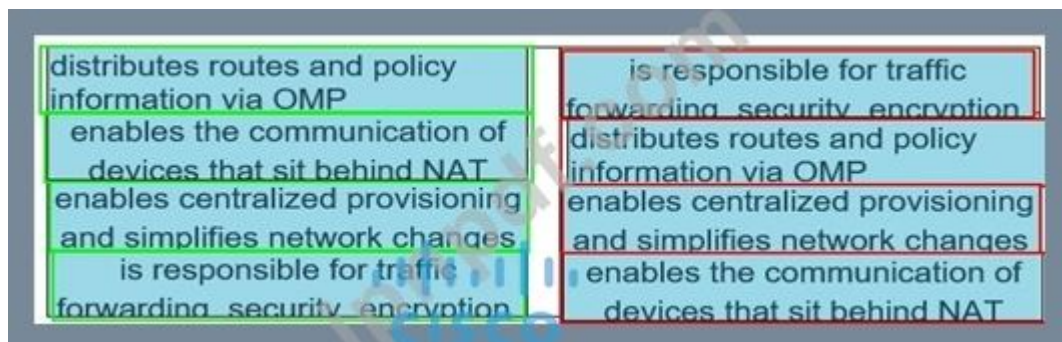 distributes routes and policy
information via OMP
enables the communication of
devices that sit behind NAT
enables centralized provisioning
and simplifies network changes
is responsible for traffic
forwarding, security, encryption
is responsible for traffic
forwarding, security, encryption
distributes routes and policy
information via OMP
enables centralized provisioning
and simplifies network changes
enables the communication of
devices that sit behind NAT
cisco